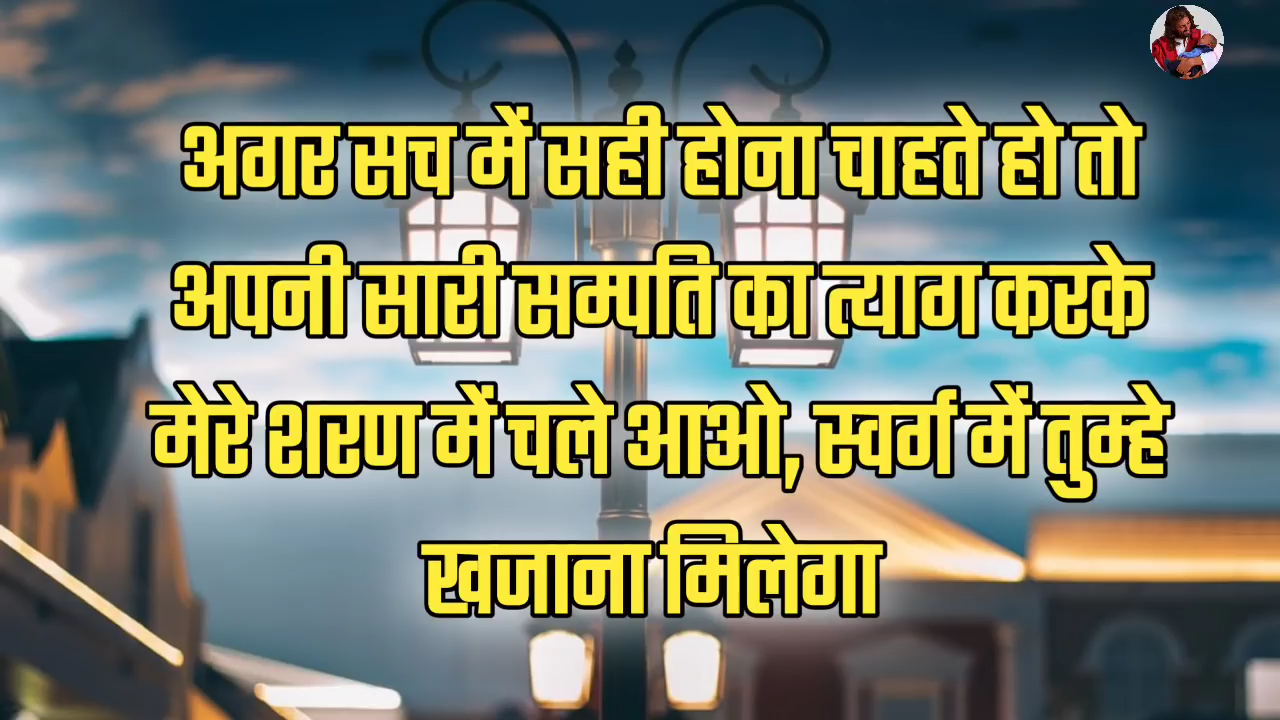 अगर सच में सही होना चाहते हो तो
अपनी सारी सम्पति का त्याग करके
मेरे शरण में चले आओ, स्वर्ग में तुम्हे
खजाना मिलेगा